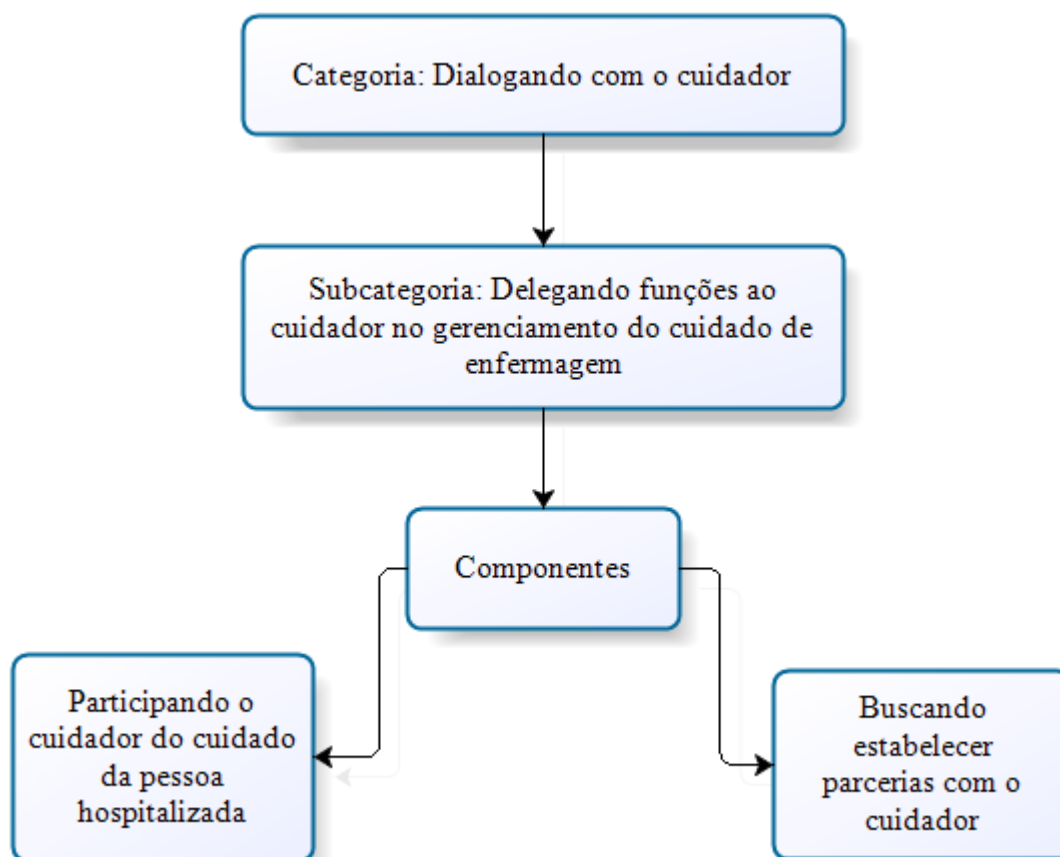 Categoria: Dialogando com o cuidador
Subcategoria: Delegando funções ao
cuidador no gerenciamento do cuidado de
enfermagem
Componentes
Participando o
cuidador do cuidado
da pessoa
hospitalizada
Buscando
estabelecer
parcerias com o
cuidador